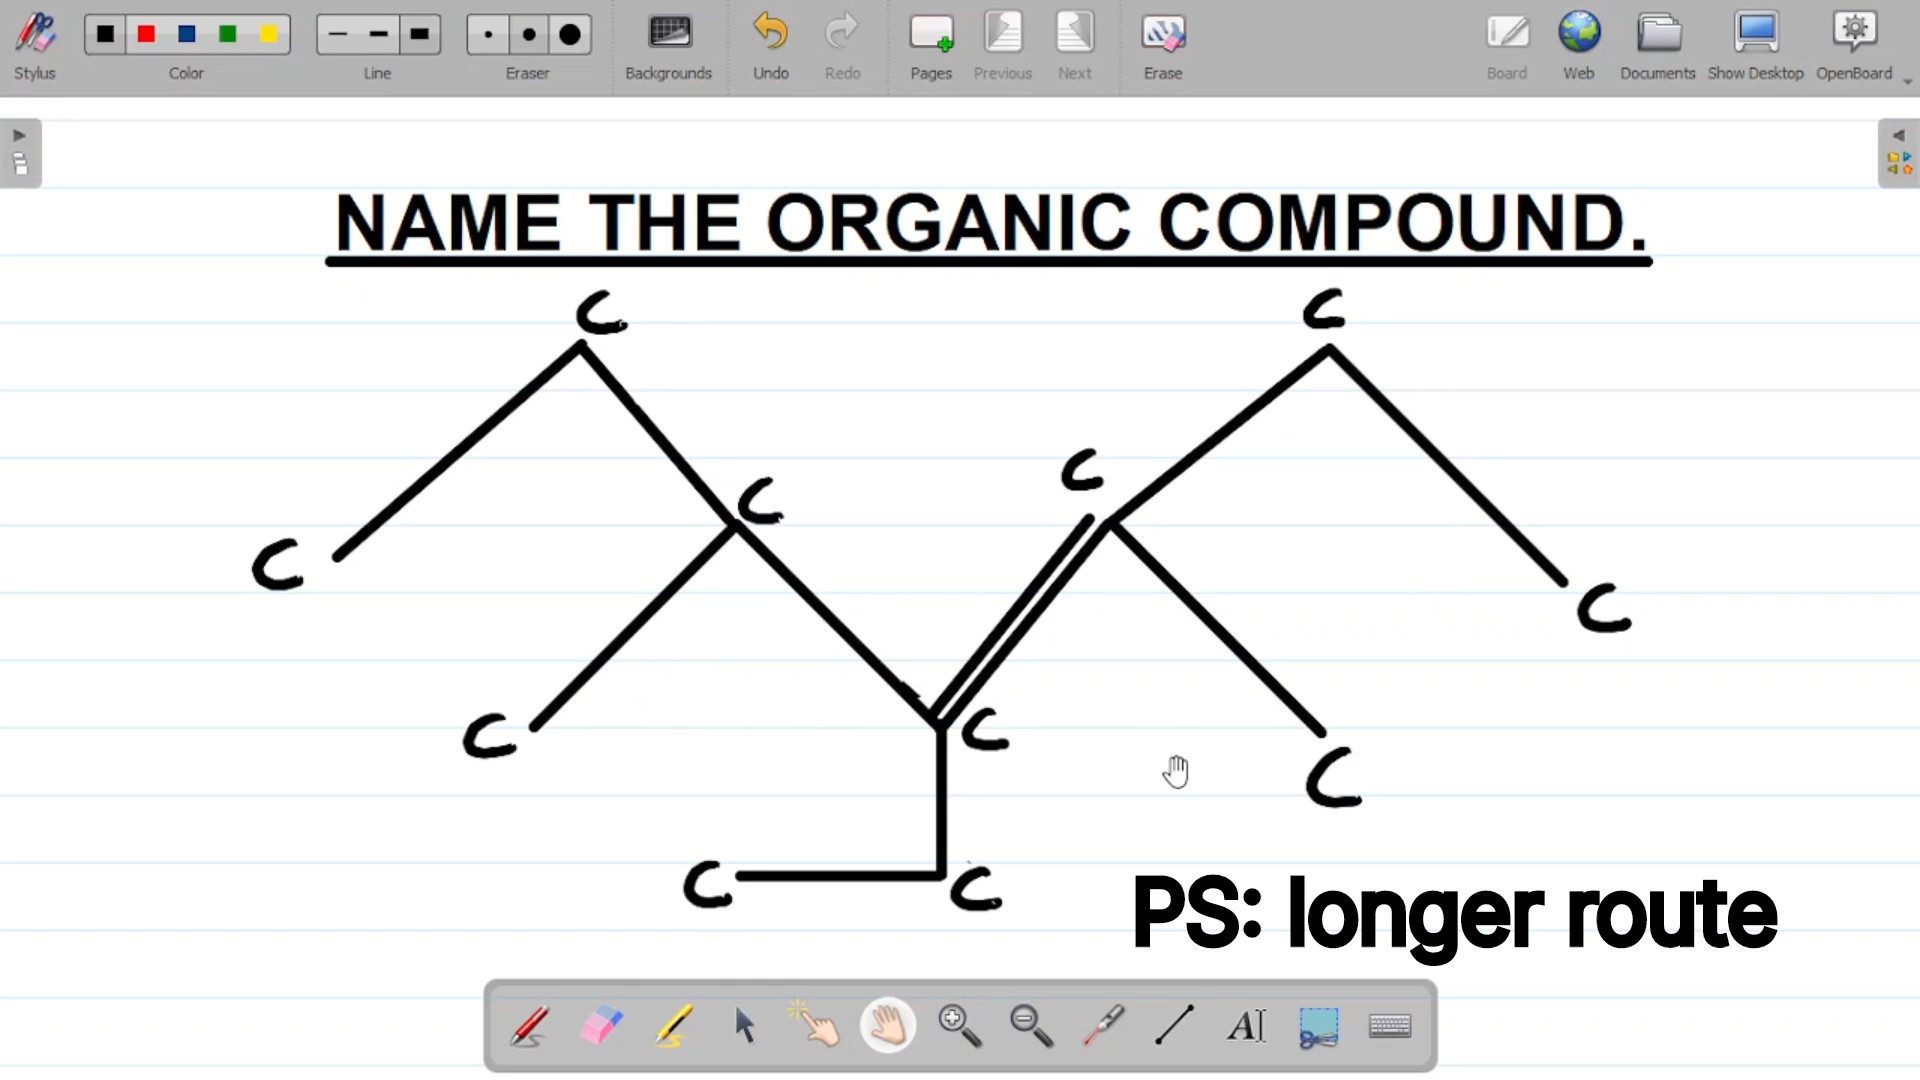 Stylus Color Line Eraser Backgrounds Undo Redo Pages Previous Next Erase Board Web Documents Show Desktop OpenBoard
NAME THE ORGANIC COMPOUND.
C C
C C
C C
C C
C C
C C
PS: longer route
AI